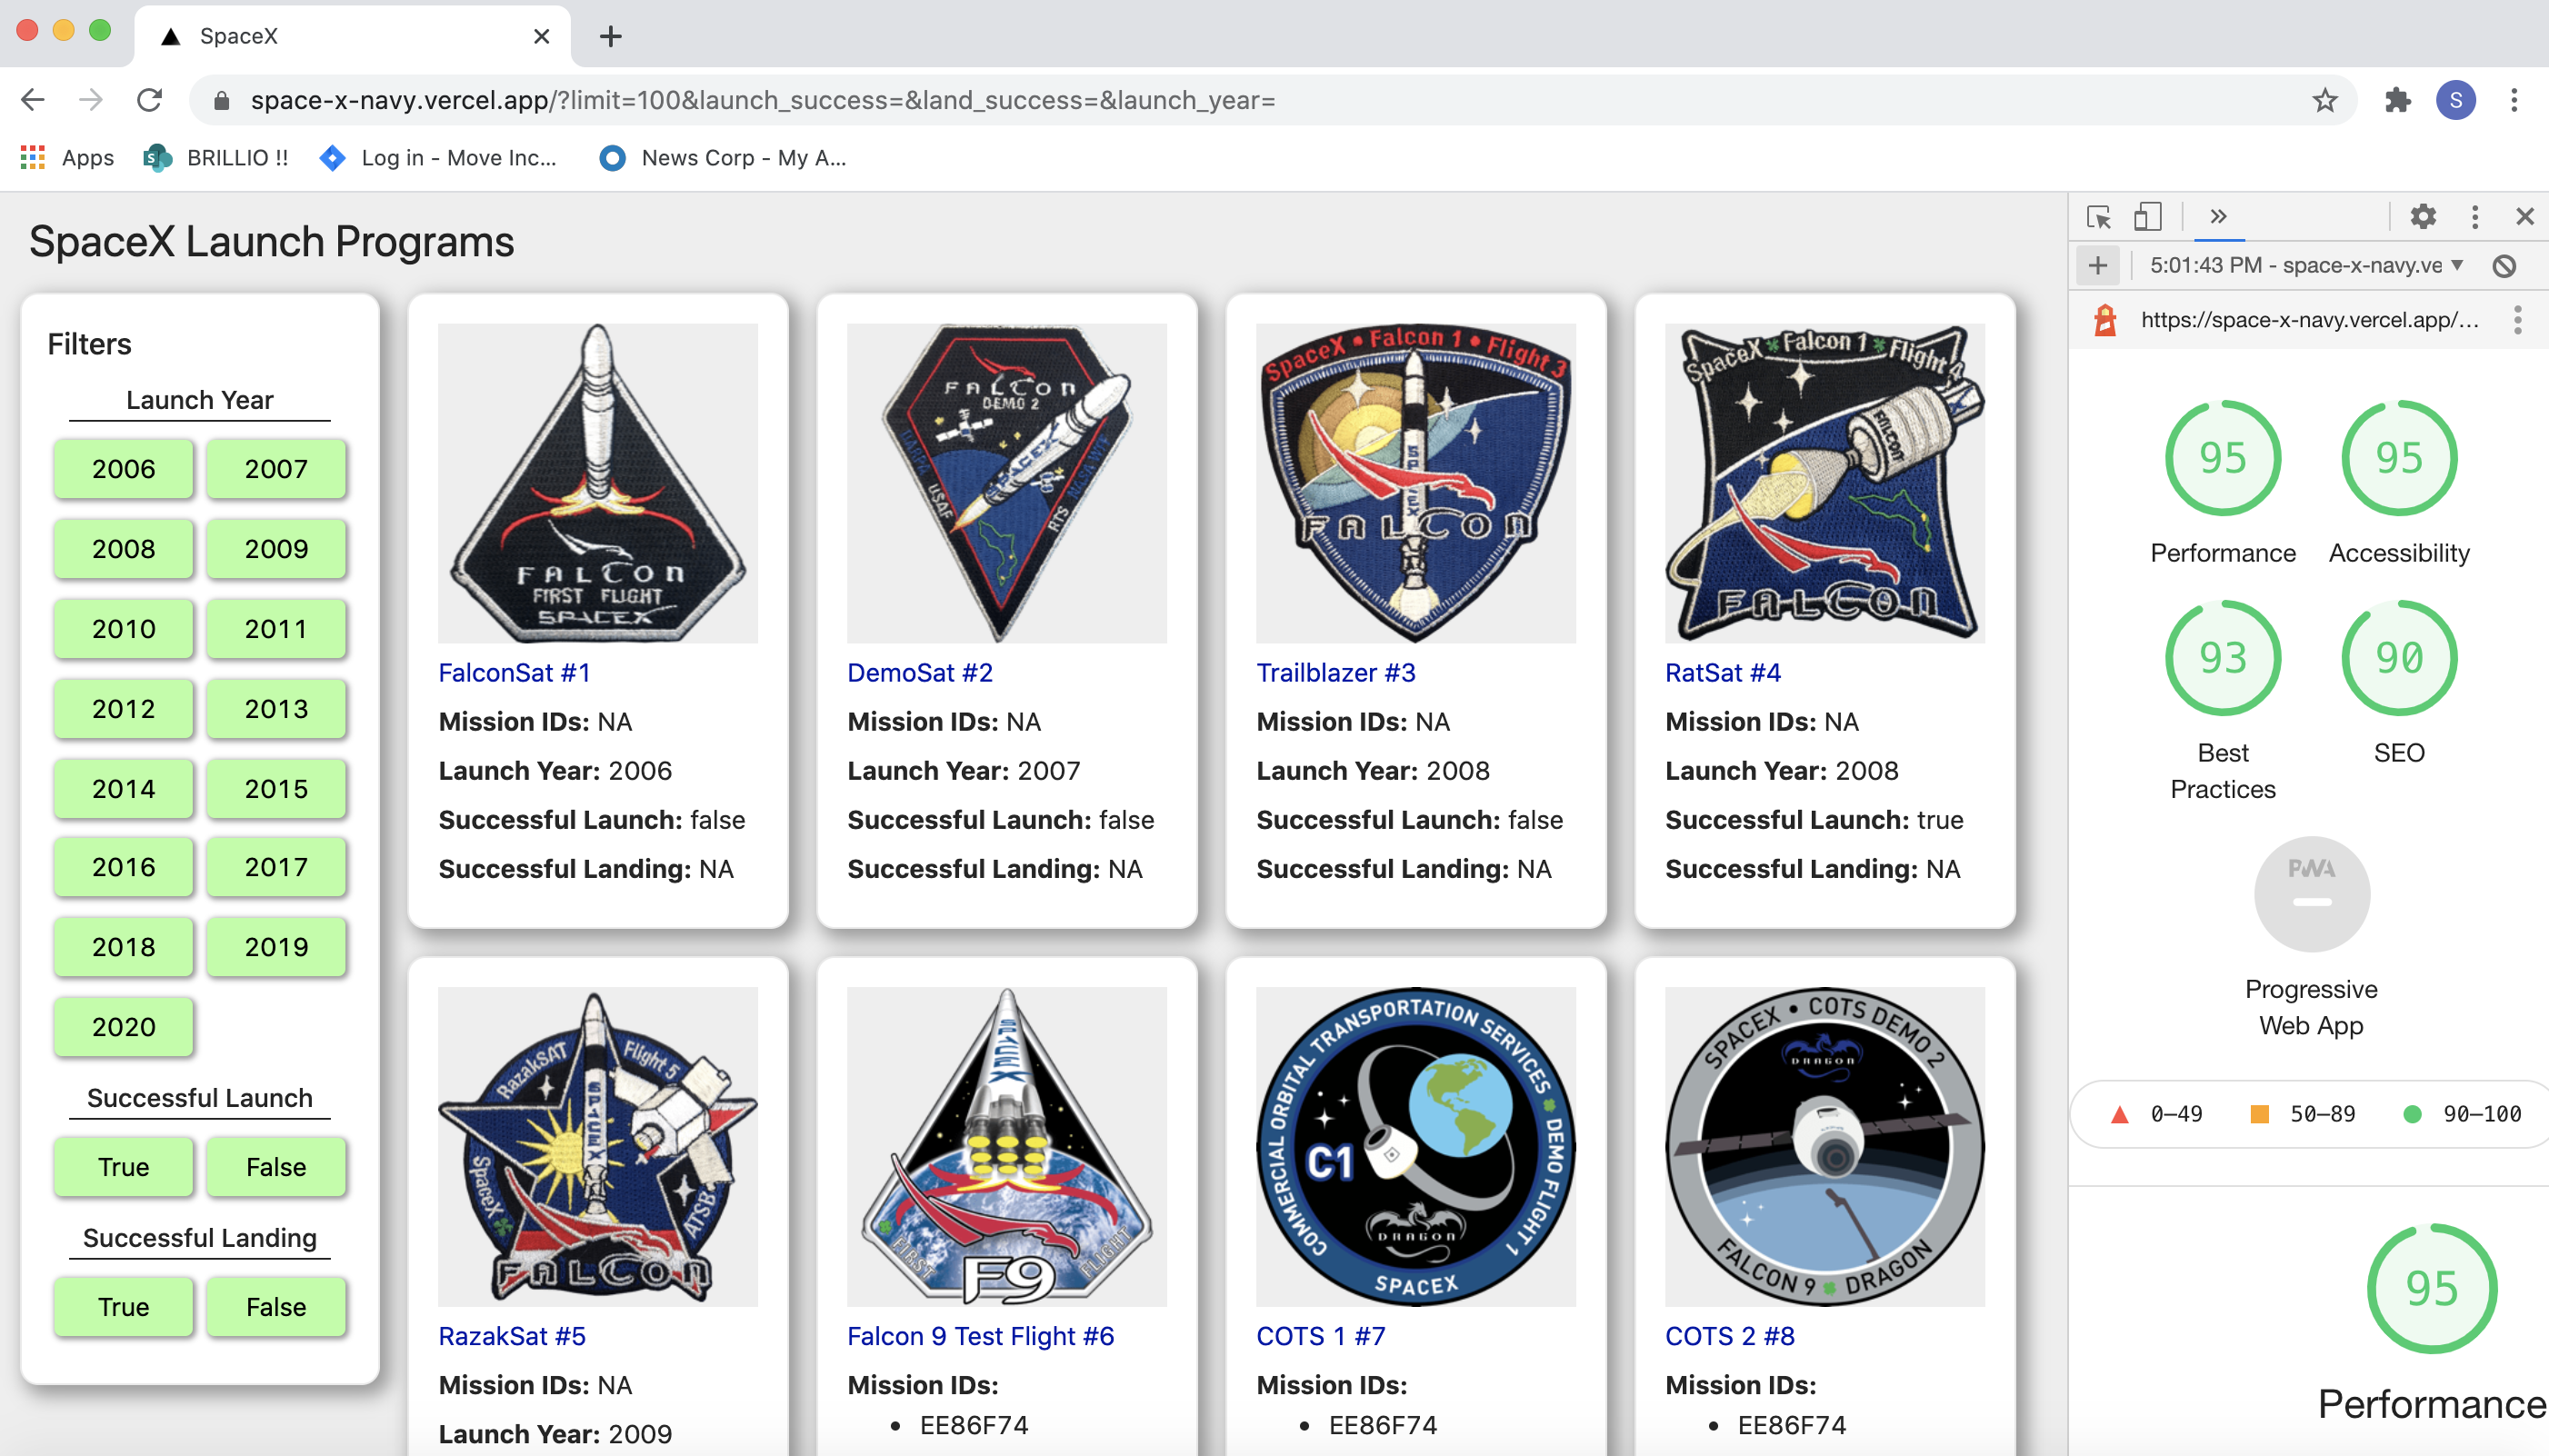 SpaceX
space-x-navy.vercel.app/?limit=100&launch_success=&land_success=&launch_year=
S
Apps
BRILLIO !!
Log in - Move Inc...
News Corp - My A...
SpaceX Launch Programs
Filters
Launch Year
2006 2007
2008 2009
2010 2011
2012 2013
2014 2015
2016 2017
2018 2019
2020
Successful Launch
True False
Successful Landing
True False
FALCON
FIRST FLIGHT
SPACEX
FalconSat #1
Mission IDs: NA
Launch Year: 2006
Successful Launch: false
Successful Landing: NA
FALCON
DEMO 2
SPACEX
USAF
RTS
DemoSat #2
Mission IDs: NA
Launch Year: 2007
Successful Launch: false
Successful Landing: NA
SpaceX • Falcon 1 • Flight 3
SPACEX
FALCON
Trailblazer #3
Mission IDs: NA
Launch Year: 2008
Successful Launch: false
Successful Landing: NA
SpaceX Falcon 1 Flight 4
FALCON
FALCON
RatSat #4
Mission IDs: NA
Launch Year: 2008
Successful Launch: true
Successful Landing: NA
RazakSAT Flight 5
SPACEX
SpaceX
ATSB
FALCON
RazakSat #5
Mission IDs: NA
Launch Year: 2009
SPACEX
FIRST FLIGHT
F9
Falcon 9 Test Flight #6
Mission IDs:
• EE86F74
COMMERCIAL ORBITAL TRANSPORTATION SERVICES DEMO FLIGHT 1
C1
DRAGON
SPACEX
COTS 1 #7
Mission IDs:
• EE86F74
SPACEX • COTS DEMO 2
DRAGON
FALCON 9 DRAGON
COTS 2 #8
Mission IDs:
• EE86F74
5:01:43 PM - space-x-navy.ve
https://space-x-navy.vercel.app/...
95 95
Performance Accessibility
93 90
Best Practices SEO
PWA
Progressive
Web App
0–49 50–89 90–100
95
Performance